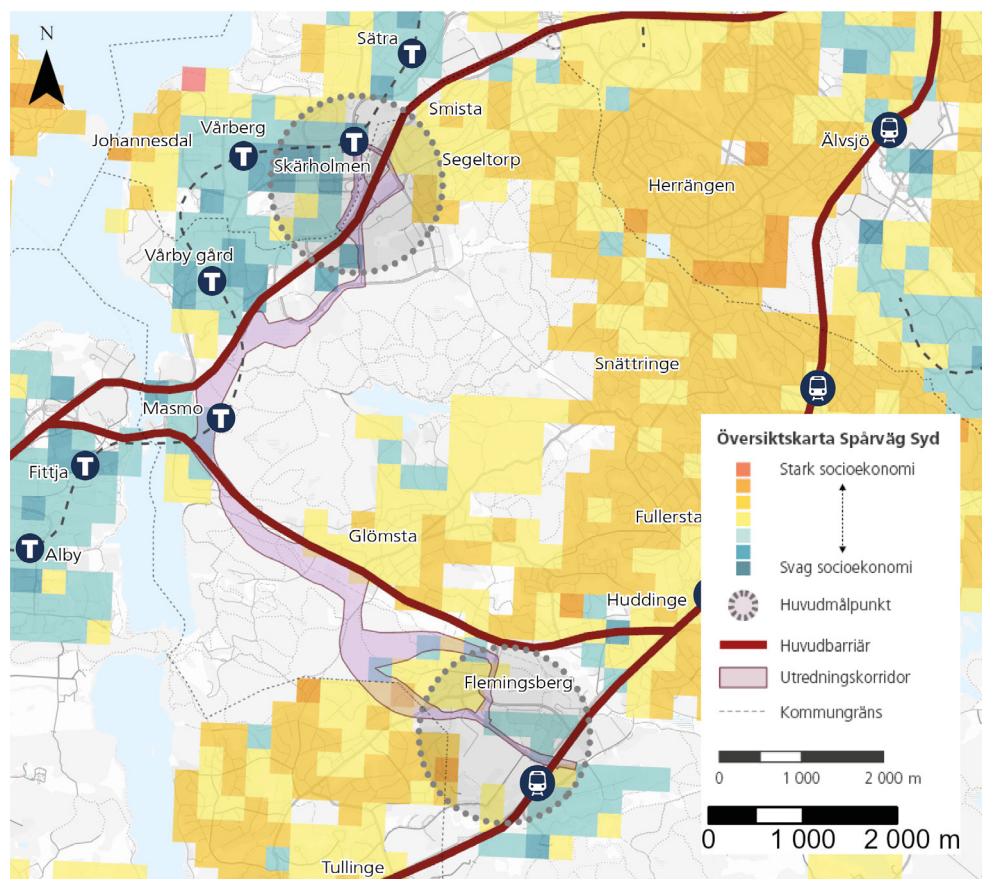 N
Sätra
T
Smista
Johannesdal
Vårberg
T
T
Skärholmen
Segeltorp
Älvsjö
Herrängen
Vårby gård
T
Snättringe
Masmo
T
Fittja
T
Alby
T
Glömsta
Fullersta
Huddinge
Flemingsberg
Tullinge
Översiktskarta Spårväg Syd
Stark socioekonomi
Svag socioekonomi
Huvudmålpunkt
Huvudbarriär
Utredningskorridor
Kommungräns
0 1 000 2 000 m
0 1 000 2 000 m